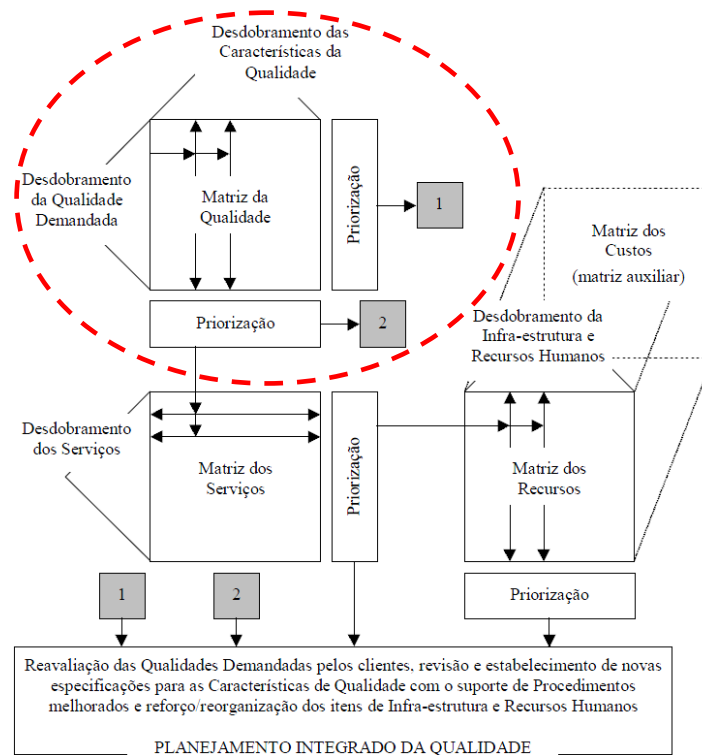 Desdobramento das
Características da
Qualidade
Desdobramento
da Qualidade
Demandada
Matriz da
Qualidade
Priorização
1
Priorização
2
Matriz dos
Custos
(matriz auxiliar)
Desdobramento da
Infra-estrutura e
Recursos Humanos
Desdobramento
dos Serviços
Matriz dos
Serviços
Priorização
Matriz dos
Recursos
1
2
Priorização
Reavaliação das Qualidades Demandadas pelos clientes, revisão e estabelecimento de novas
especificações para as Características de Qualidade com o suporte de Procedimentos
melhorados e reforço/reorganização dos itens de Infra-estrutura e Recursos Humanos
PLANEJAMENTO INTEGRADO DA QUALIDADE